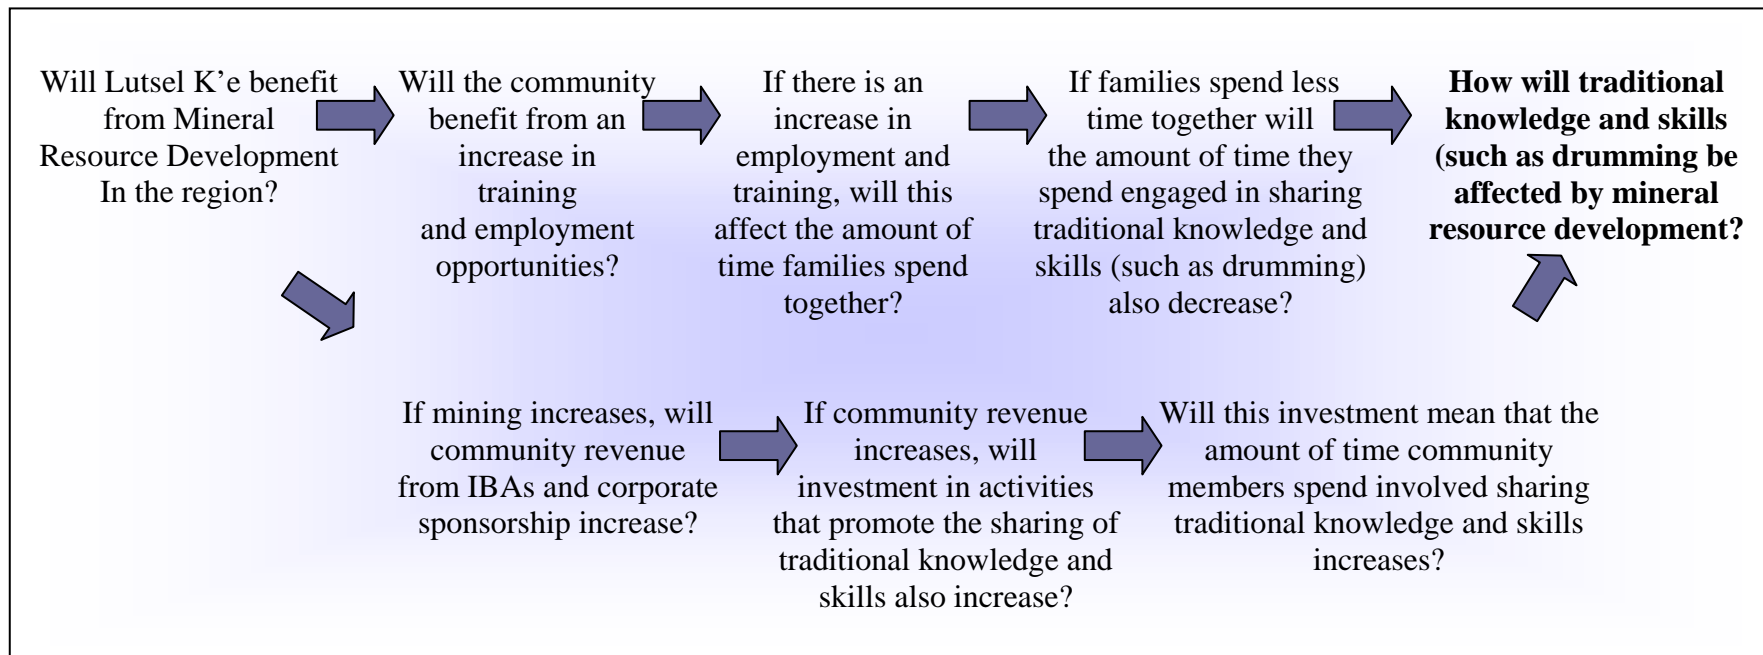 Will Lutsel K’e benefit
from Mineral
Resource Development
In the region?
Will the community
benefit from an
increase in
training
and employment
opportunities?
If there is an
increase in
employment and
training, will this
affect the amount of
time families spend
together?
If families spend less
time together will
the amount of time they
spend engaged in sharing
traditional knowledge and
skills (such as drumming)
also decrease?
How will traditional
knowledge and skills
(such as drumming be
affected by mineral
resource development?
If mining increases, will
community revenue
from IBAs and corporate
sponsorship increase?
If community revenue
increases, will
investment in activities
that promote the sharing of
traditional knowledge and
skills also increase?
Will this investment mean that the
amount of time community
members spend involved sharing
traditional knowledge and skills
increases?